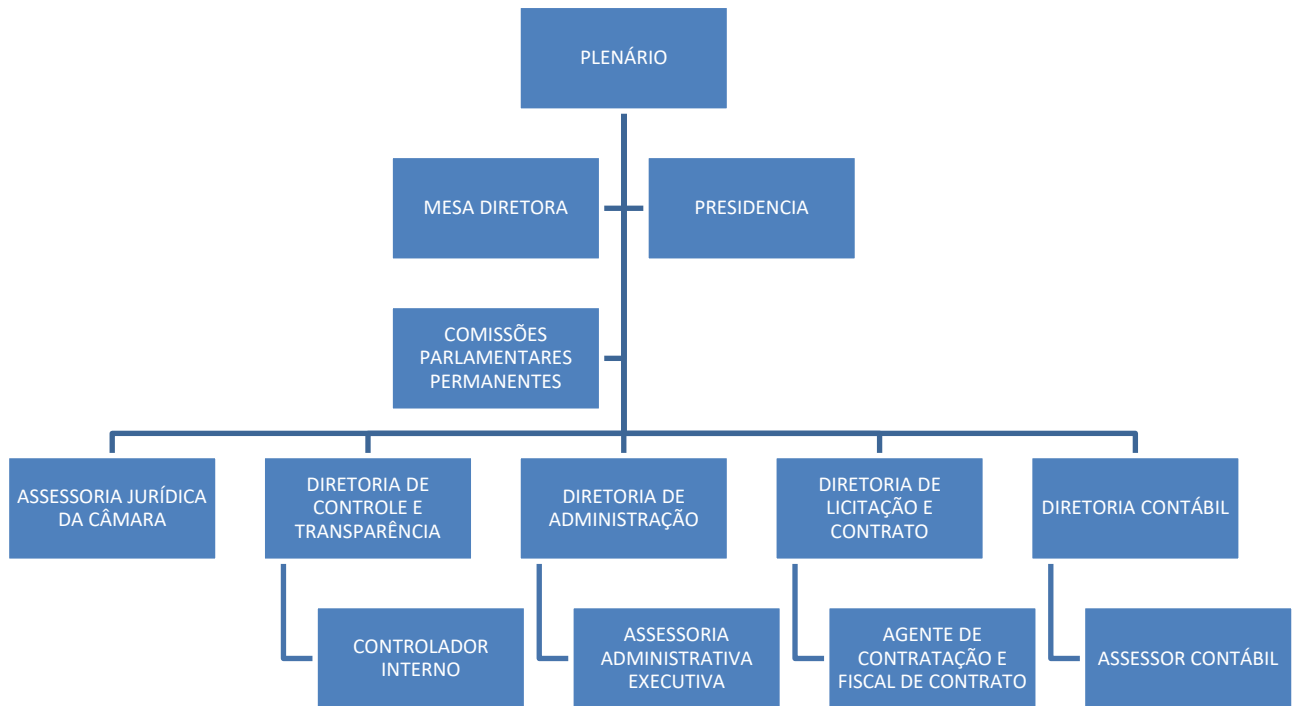 PLENÁRIO
MESA DIRETORA
PRESIDENCIA
COMISSÕES
PARLAMENTARES
PERMANENTES
ASSESSORIA JURÍDICA
DA CÂMARA
DIRETORIA DE
CONTROLE E
TRANSPARÊNCIA
DIRETORIA DE
ADMINISTRAÇÃO
DIRETORIA DE
LICITAÇÃO E
CONTRATO
DIRETORIA CONTÁBIL
CONTROLADOR
INTERNO
ASSESSORIA
ADMINISTRATIVA
EXECUTIVA
AGENTE DE
CONTRATAÇÃO E
FISCAL DE CONTRATO
ASSESSOR CONTÁBIL